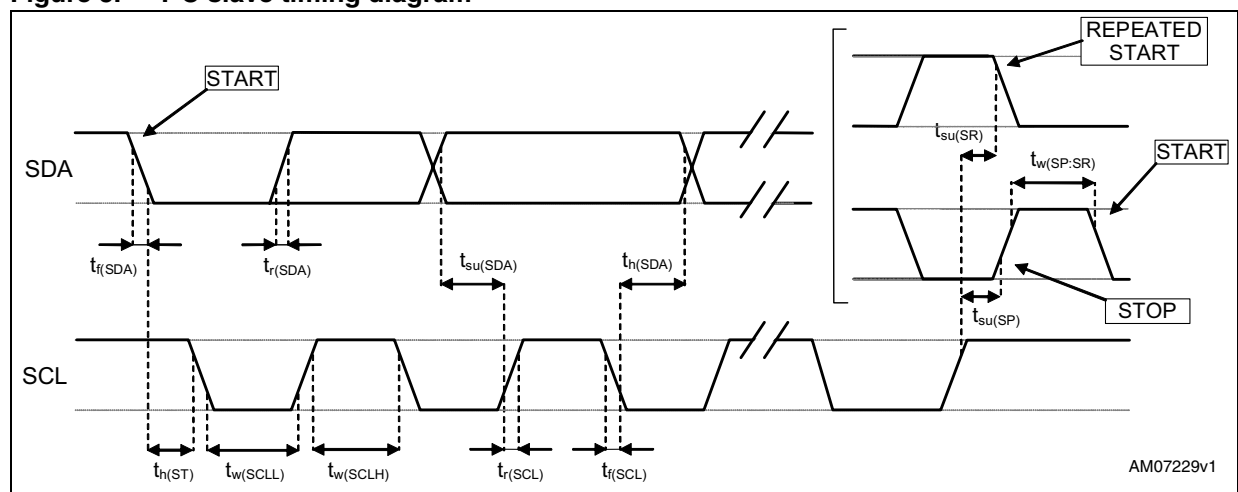 REPEATED
START
START
tsu(SR)
tw(SP:SR)
START
SDA
tf(SDA)
tr(SDA)
tsu(SDA)
th(SDA)
tsu(SP)
STOP
SCL
th(ST)
tw(SCLL)
tw(SCLH)
tr(SCL)
tf(SCL)
AM07229v1